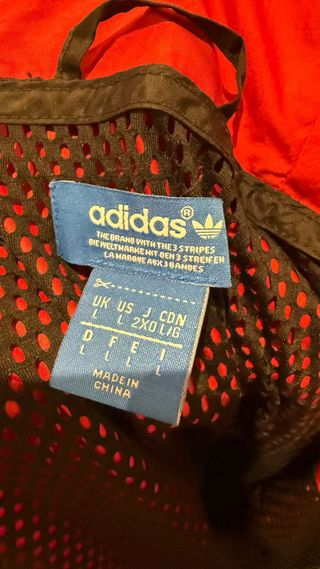 adidas®
THE BRAND WITH THE 3 STRIPES
DIE WELTMARKE MIT DEN 3 STREIFEN
LA MARQUE AUX 3 BANDES
UK US J CDN
L L 2XO L/G
D F E I
L L L L
MADE IN
CHINA